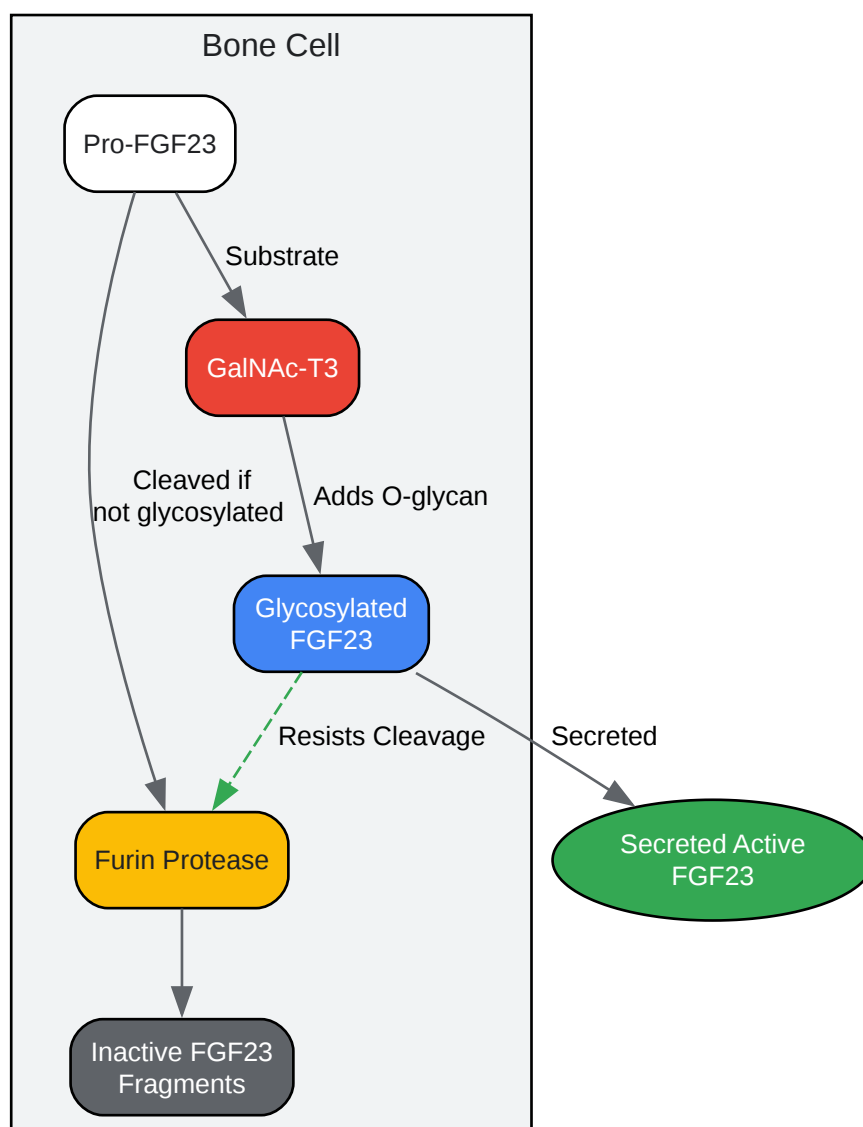 Bone Cell
Pro-FGF23
Substrate
GalNAc-T3
Cleaved if
not glycosylated
Adds O-glycan
Glycosylated
FGF23
Resists Cleavage
Secreted
Furin Protease
Secreted Active
FGF23
Inactive FGF23
Fragments